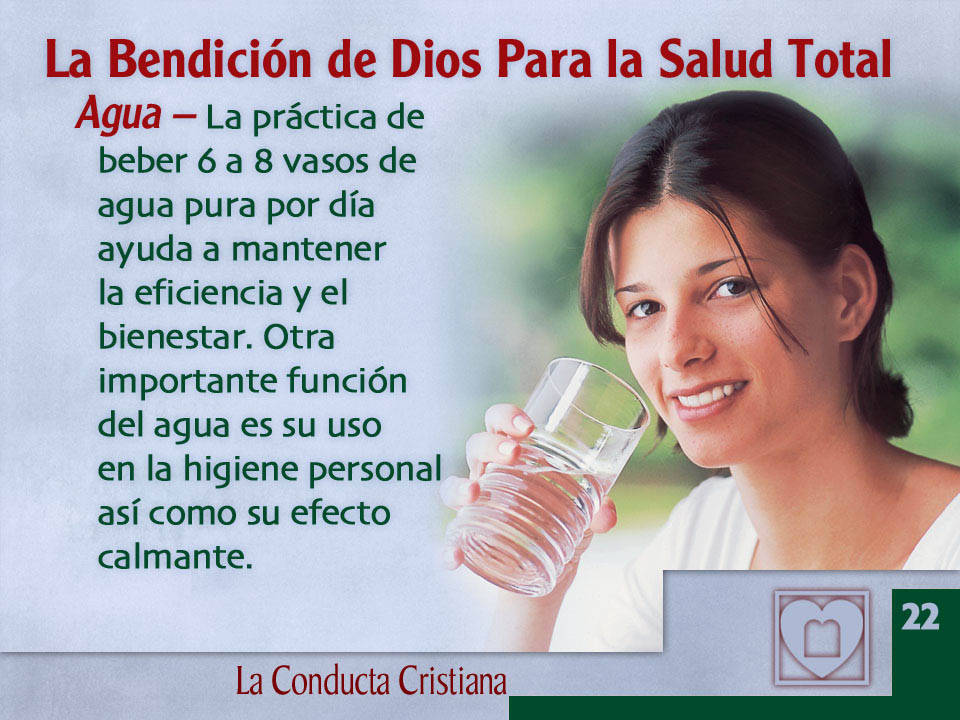 La Bendición de Dios Para la Salud Total
Agua – La práctica de
beber 6 a 8 vasos de
agua pura por día
ayuda a mantener
la eficiencia y el
bienestar. Otra
importante función
del agua es su uso
en la higiene personal
así como su efecto
calmante.
22
La Conducta Cristiana